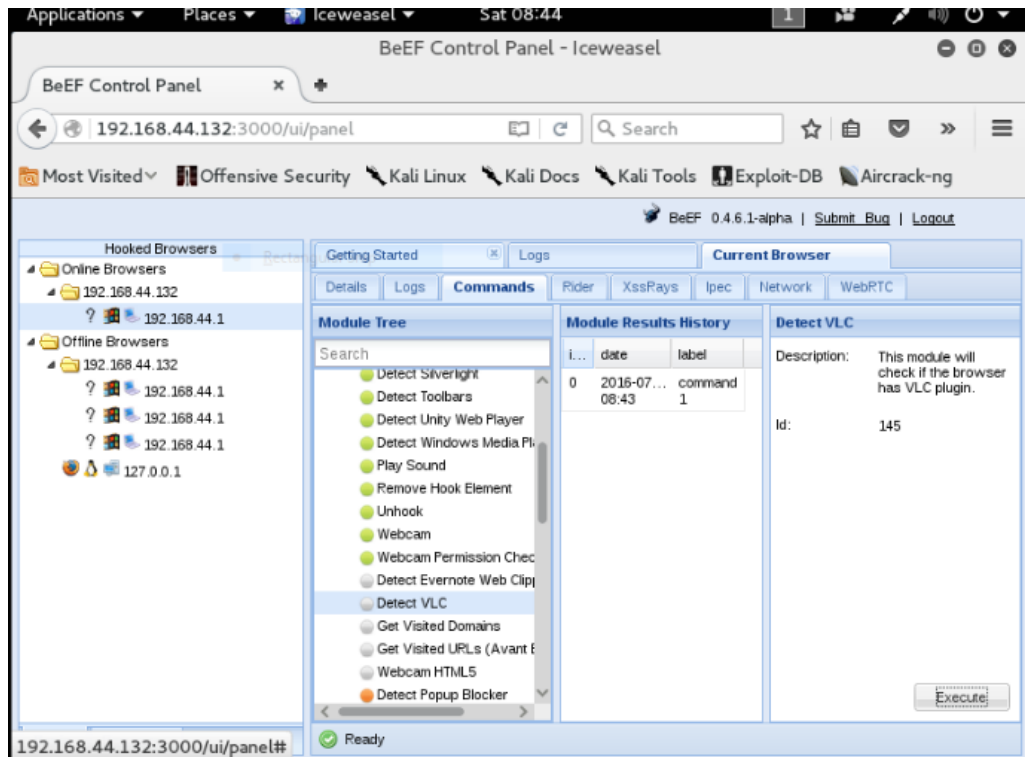 Applications Places Iceweasel Sat 08:44 1
BeEF Control Panel - Iceweasel
BeEF Control Panel
192.168.44.132:3000/ui/panel Search
Most Visited Offensive Security Kali Linux Kali Docs Kali Tools Exploit-DB Aircrack-ng
BeEF 0.4.6.1-alpha | Submit Bug | Logout
Hooked Browsers
Online Browsers
192.168.44.132
? 192.168.44.1
Offline Browsers
192.168.44.132
? 192.168.44.1
? 192.168.44.1
? 192.168.44.1
127.0.0.1
Getting Started Logs Current Browser
Details Logs Commands Rider XssRays Ipec Network WebRTC
Module Tree
Search
Detect Silverlight
Detect Toolbars
Detect Unity Web Player
Detect Windows Media Pl
Play Sound
Remove Hook Element
Unhook
Webcam
Webcam Permission Chec
Detect Evernote Web Clip
Detect VLC
Get Visited Domains
Get Visited URLs (Avant
Webcam HTML5
Detect Popup Blocker
Module Results History
i... date label
0 2016-07... command
08:43 1
Detect VLC
Description: This module will
check if the browser
has VLC plugin.
Id: 145
Execute
Ready
192.168.44.132:3000/ui/panel#